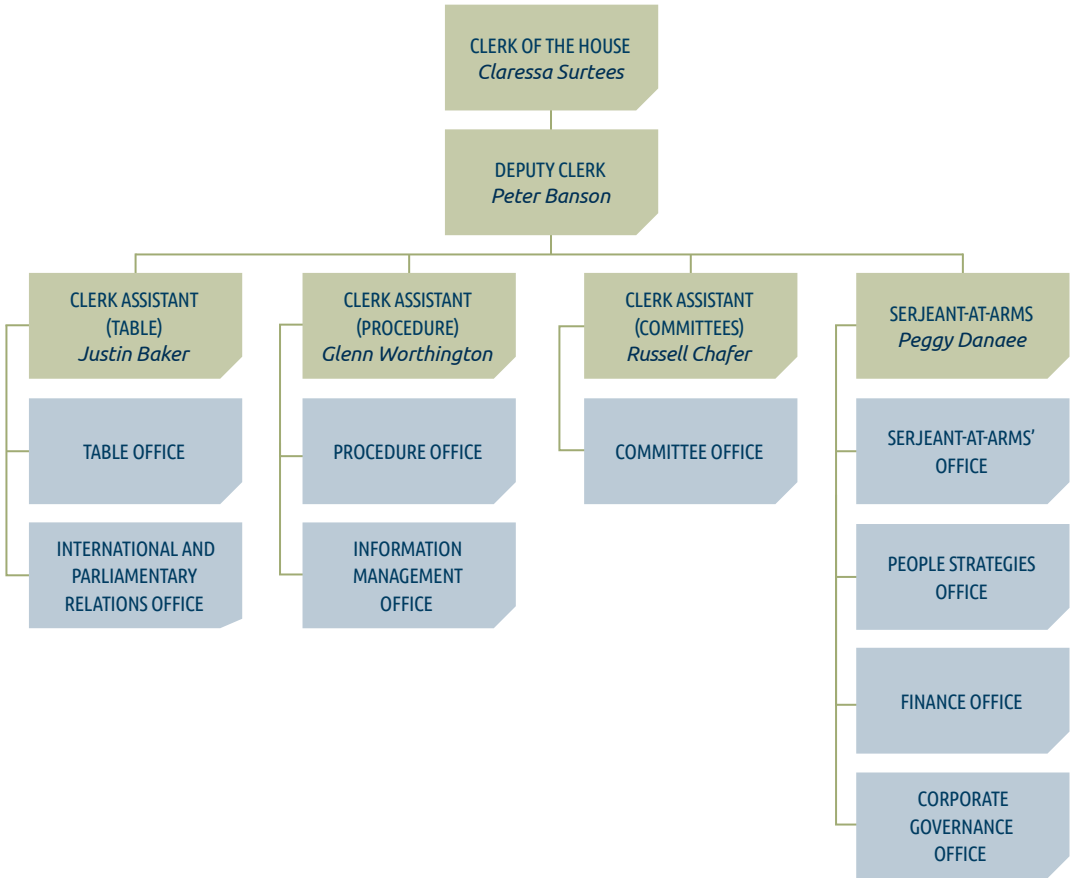 CLERK OF THE HOUSE
Claressa Surtees
DEPUTY CLERK
Peter Banson
CLERK ASSISTANT
(TABLE)
Justin Baker
CLERK ASSISTANT
(PROCEDURE)
Glenn Worthington
CLERK ASSISTANT
(COMMITTEES)
Russell Chafer
SERJEANT-AT-ARMS
Peggy Danaee
TABLE OFFICE
PROCEDURE OFFICE
COMMITTEE OFFICE
SERJEANT-AT-ARMS’
OFFICE
INTERNATIONAL AND
PARLIAMENTARY
RELATIONS OFFICE
INFORMATION
MANAGEMENT
OFFICE
PEOPLE STRATEGIES
OFFICE
FINANCE OFFICE
CORPORATE
GOVERNANCE
OFFICE